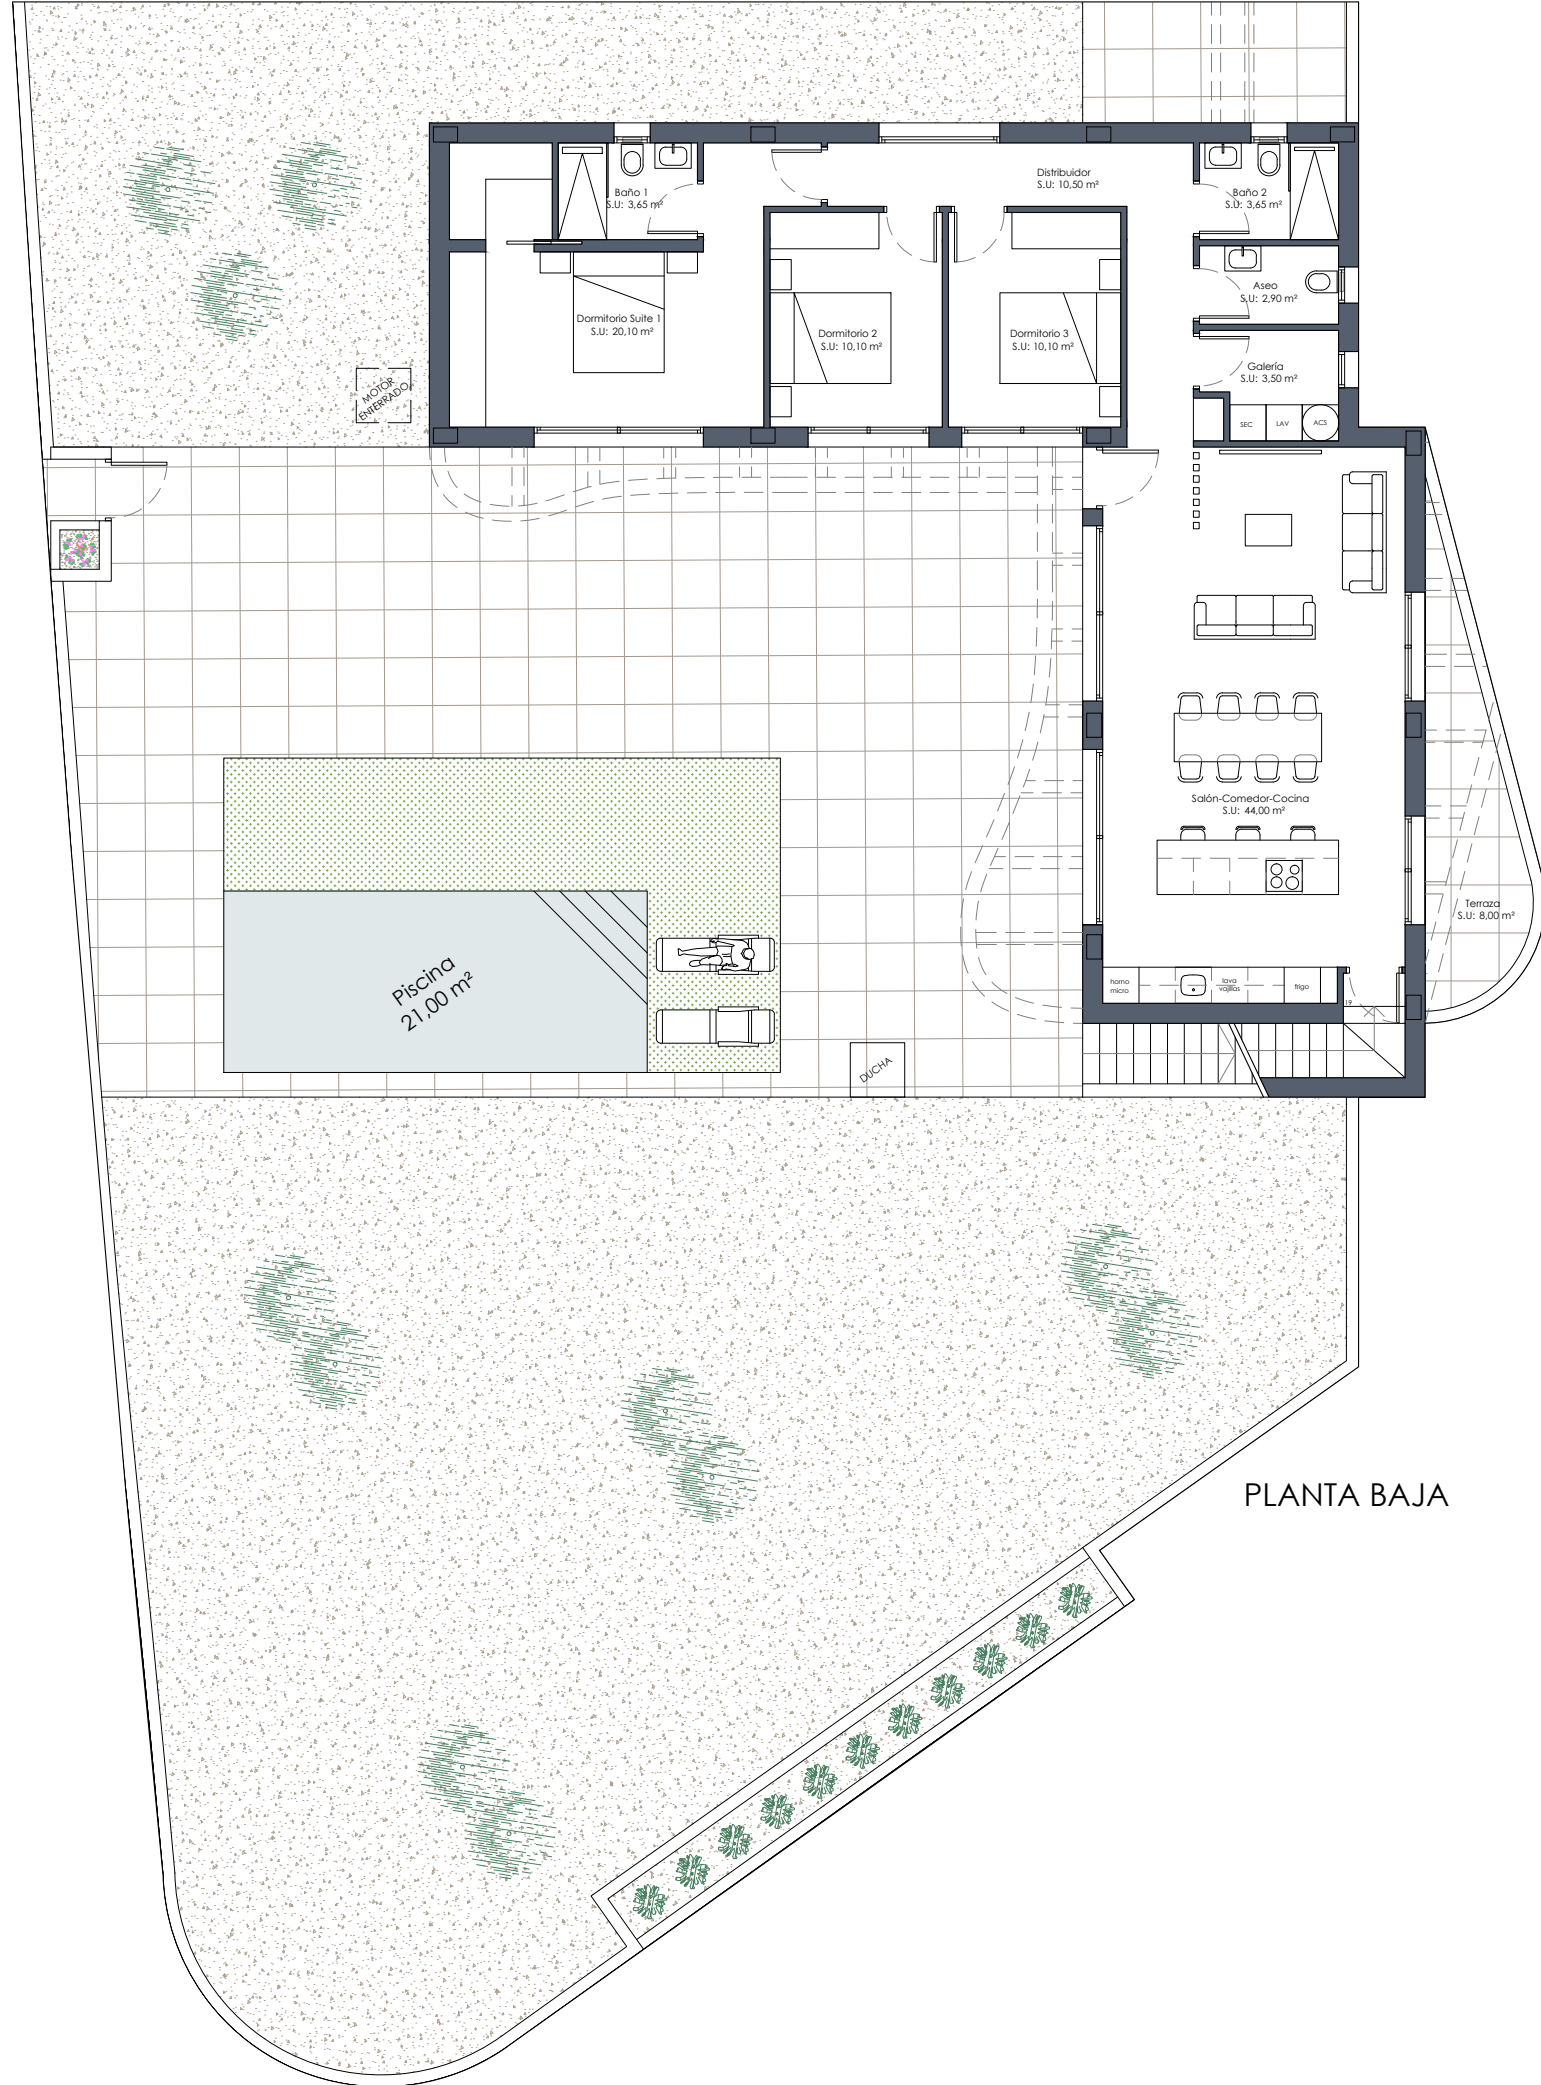 Distribuidor
S.U: 10,50 m²
Baño 1
S.U: 3,65 m²
Baño 2
S.U: 3,65 m²
Aseo
S.U: 2,90 m²
Dormitorio Suite 1
S.U: 20,10 m²
Dormitorio 2
S.U: 10,10 m²
Dormitorio 3
S.U: 10,10 m²
Galería
S.U: 3,50 m²
MOTOR
ENTERRADO
SEC
LAV
ACS
Salón-Comedor-Cocina
S.U: 44,00 m²
Terraza
S.U: 8,00 m²
Piscina
21,00 m²
horno
micro
lava
vajillas
frigo
19
DUCHA
PLANTA BAJA